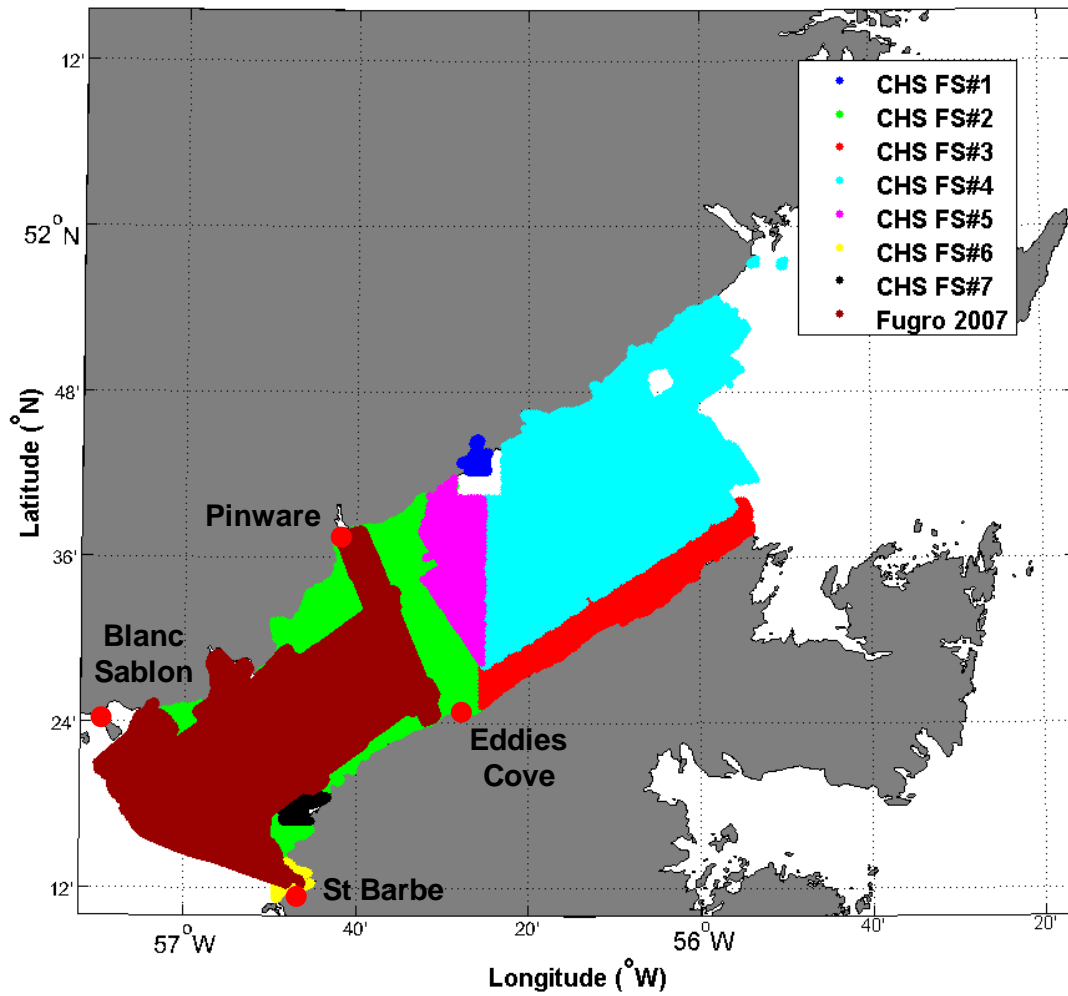 12'
52°N
48'
36'
24'
12'
Latitude (°N)
CHS FS#1
CHS FS#2
CHS FS#3
CHS FS#4
CHS FS#5
CHS FS#6
CHS FS#7
Fugro 2007
Pinware
Blanc
Sablon
Eddies
Cove
St Barbe
57°W
40'
20'
56°W
40'
20'
Longitude (°W)